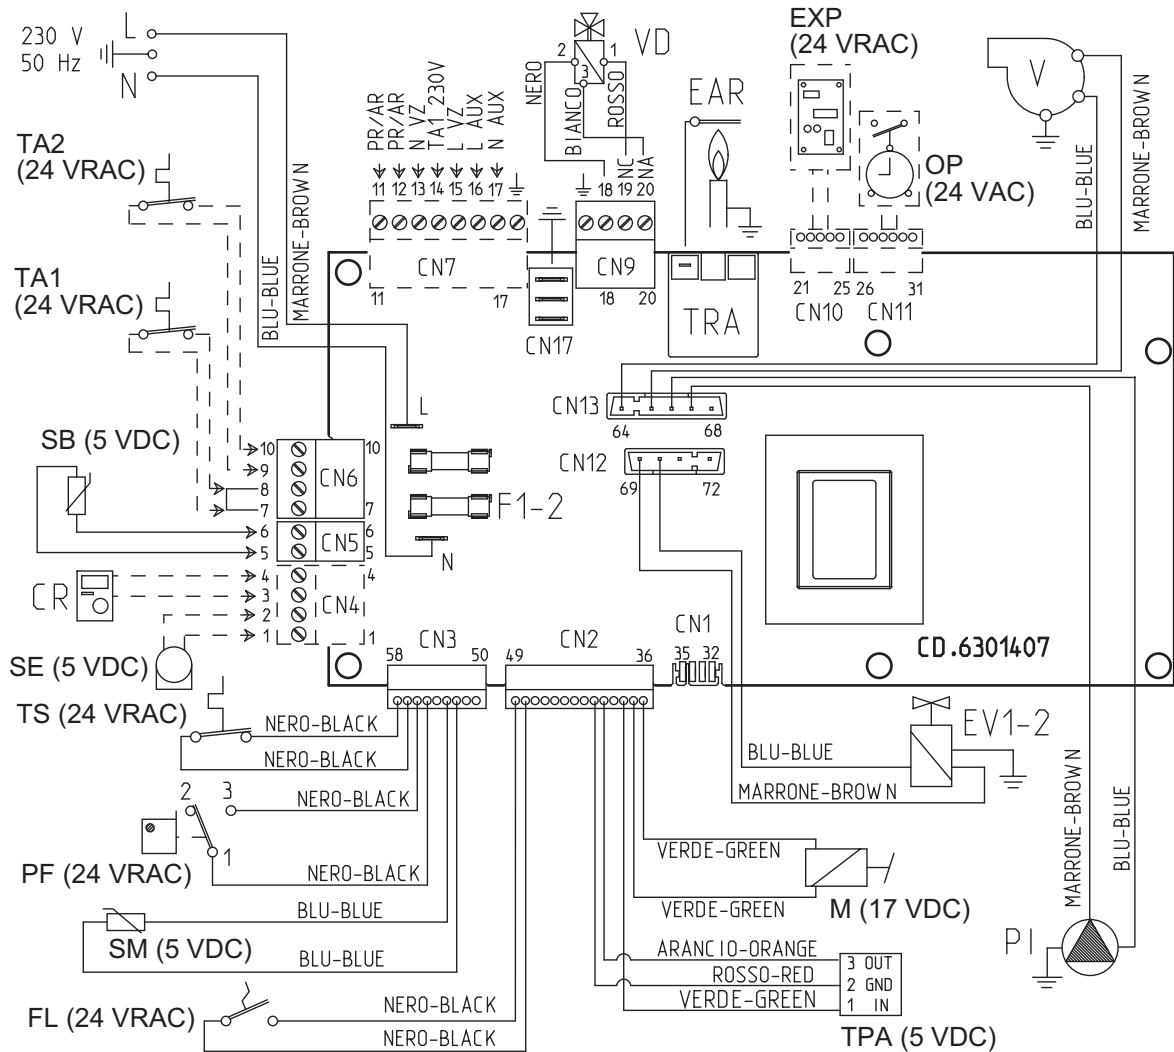 230 V
50 Hz
L
N
TA2
(24 VRAC)
TA1
(24 VRAC)
SB (5 VDC)
CR
SE (5 VDC)
TS (24 VRAC)
PF (24 VRAC)
SM (5 VDC)
FL (24 VRAC)
BLU-BLUE
MARRONE-BROWN
PR/AR
PR/AR
N VZ
TA1 230V
L VZ
L AUX
N AUX
11 12 13 14 15 16 17
CN7
11 17
CN17
2 1
3
VD
NERO
BIANCO
ROSSO
NC
NA
18 19 20
CN9
18 20
EAR
TRA
EXP
(24 VRAC)
OP
(24 VAC)
21 25 26 31
CN10 CN11
V
BLU-BLUE
MARRONE-BROWN
L
F1-2
N
CN13
64 68
CN12
69 72
10 10
9
8
7 7
CN6
6 6
5 5
CN5
4 4
3
2
1 1
CN4
CN3
58 50
CN2
49 36
CN1
35 32
CD.6301407
NERO-BLACK
NERO-BLACK
2 3
1
NERO-BLACK
NERO-BLACK
BLU-BLUE
BLU-BLUE
NERO-BLACK
NERO-BLACK
EV1-2
BLU-BLUE
MARRONE-BROWN
VERDE-GREEN
VERDE-GREEN
M (17 VDC)
ARANCIO-ORANGE
ROSSO-RED
VERDE-GREEN
3 OUT
2 GND
1 IN
TPA (5 VDC)
MARRONE-BROWN
BLU-BLUE
PI